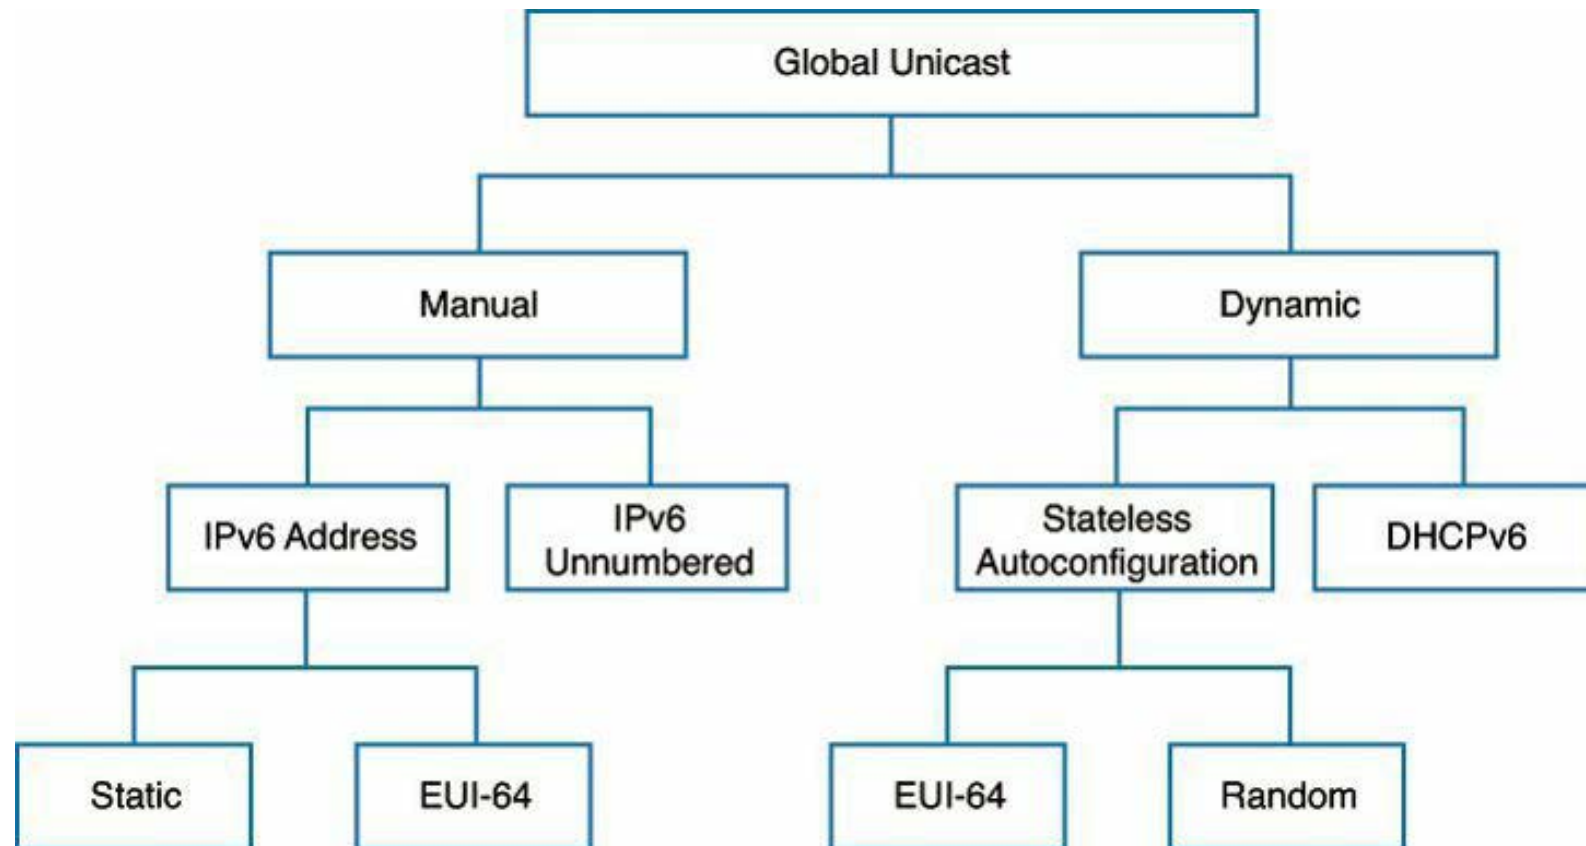 Global Unicast
Manual
Dynamic
IPv6 Address
IPv6
Unnumbered
Stateless
Autoconfiguration
DHCPv6
Static
EUI-64
EUI-64
Random